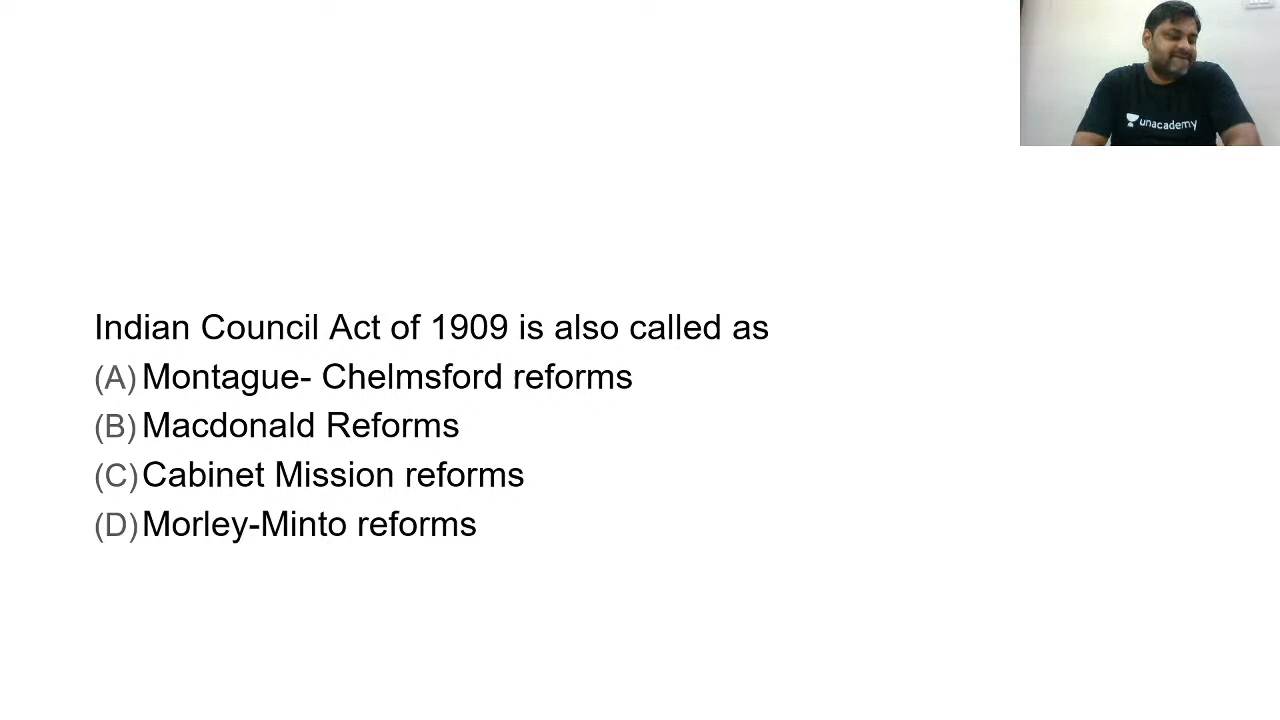 unacademy
Indian Council Act of 1909 is also called as
(A) Montague- Chelmsford reforms
(B) Macdonald Reforms
(C) Cabinet Mission reforms
(D) Morley-Minto reforms